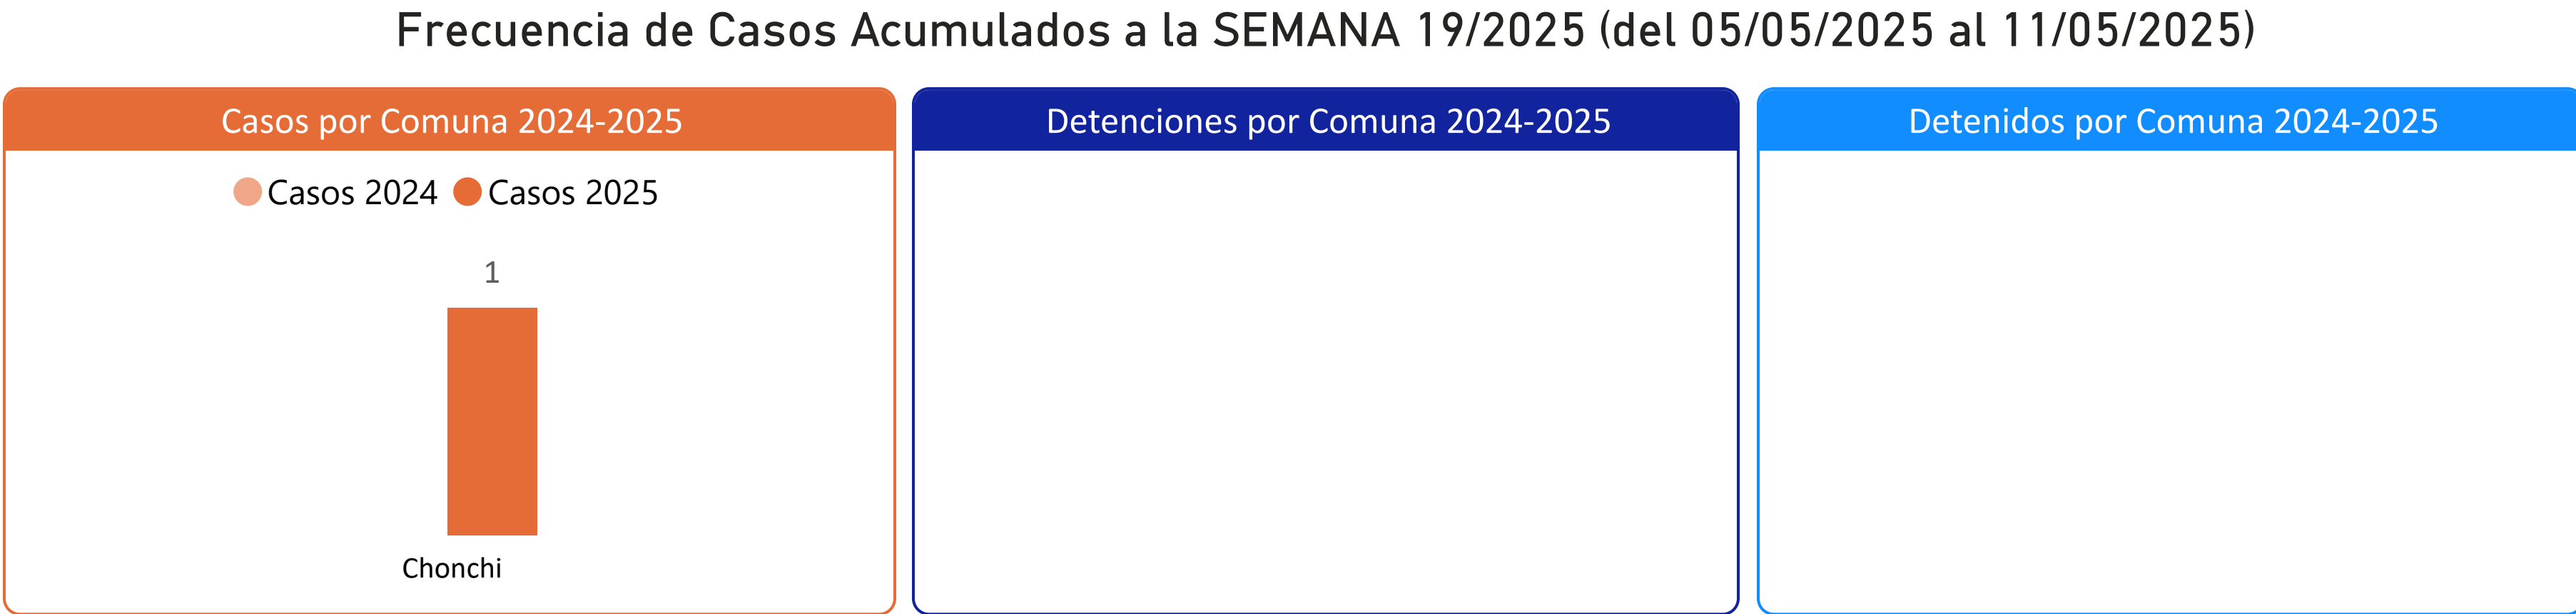 Frecuencia de Casos Acumulados a la SEMANA 19/2025 (del 05/05/2025 al 11/05/2025)
Casos por Comuna 2024-2025
Casos 2024 Casos 2025
1
Chonchi
Detenciones por Comuna 2024-2025
Detenidos por Comuna 2024-2025